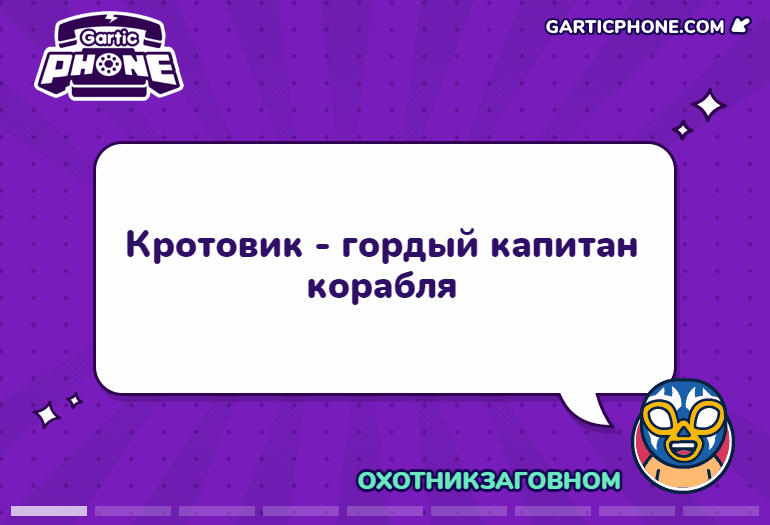 GARTICPHONE.COM
Gartic
PHONE
Кротовик - гордый капитан
корабля
ОХОТНИКЗАГОВНОМ